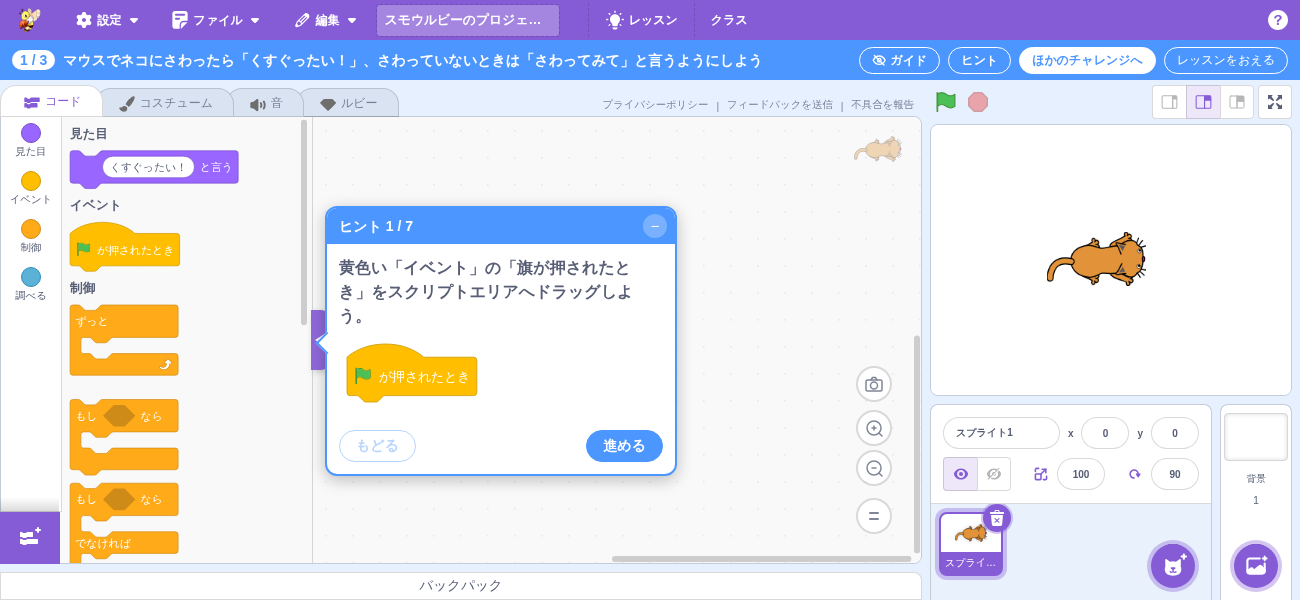 設定
ファイル
編集
スモウルビーのプロジェ…
レッスン
クラス
?
1 / 3
マウスでネコにさわったら「くすぐったい！」、さわっていないときは「さわってみて」と言うようにしよう
ガイド
ヒント
ほかのチャレンジへ
レッスンをおえる
コード
コスチューム
音
ルビー
プライバシーポリシー | フィードバックを送信 | 不具合を報告
見た目
イベント
制御
調べる
見た目
くすぐったい！ と言う
イベント
が押されたとき
制御
ずっと
もし なら
もし なら
でなければ
ヒント 1 / 7
黄色い「イベント」の「旗が押されたと
き」をスクリプトエリアへドラッグしよ
う。
が押されたとき
もどる
進める
スプライト1
x 0
y 0
100
90
スプライ…
背景
1
バックパック